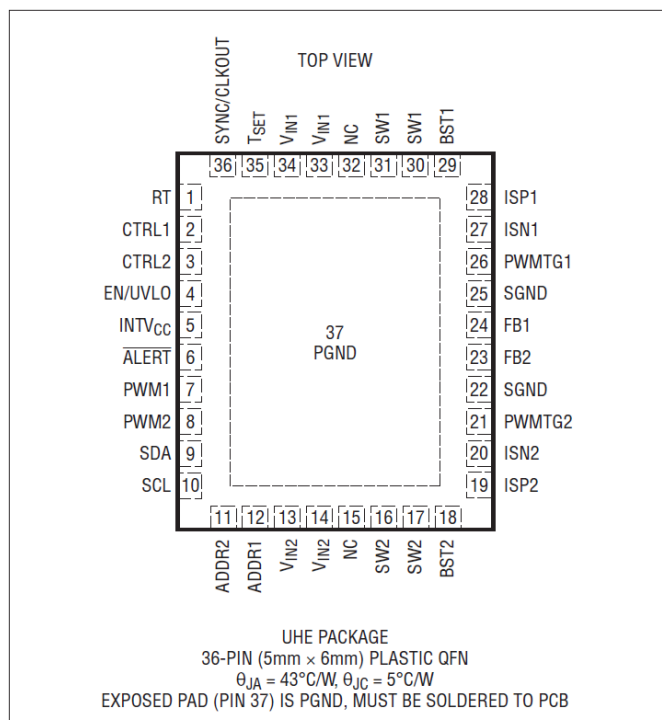 TOP VIEW
SYNC/CLKOUT
TSET
VIN1
VIN1
NC
SW1
SW1
BST1
36 35 34 33 32 31 30 29
RT 1
CTRL1 2
CTRL2 3
EN/UVLO 4
INTVCC 5
ALERT 6
PWM1 7
PWM2 8
SDA 9
SCL 10
37
PGND
28 ISP1
27 ISN1
26 PWMTG1
25 SGND
24 FB1
23 FB2
22 SGND
21 PWMTG2
20 ISN2
19 ISP2
11 12 13 14 15 16 17 18
ADDR2
ADDR1
VIN2
VIN2
NC
SW2
SW2
BST2
UHE PACKAGE
36-PIN (5mm × 6mm) PLASTIC QFN
θJA = 43°C/W, θJC = 5°C/W
EXPOSED PAD (PIN 37) IS PGND, MUST BE SOLDERED TO PCB